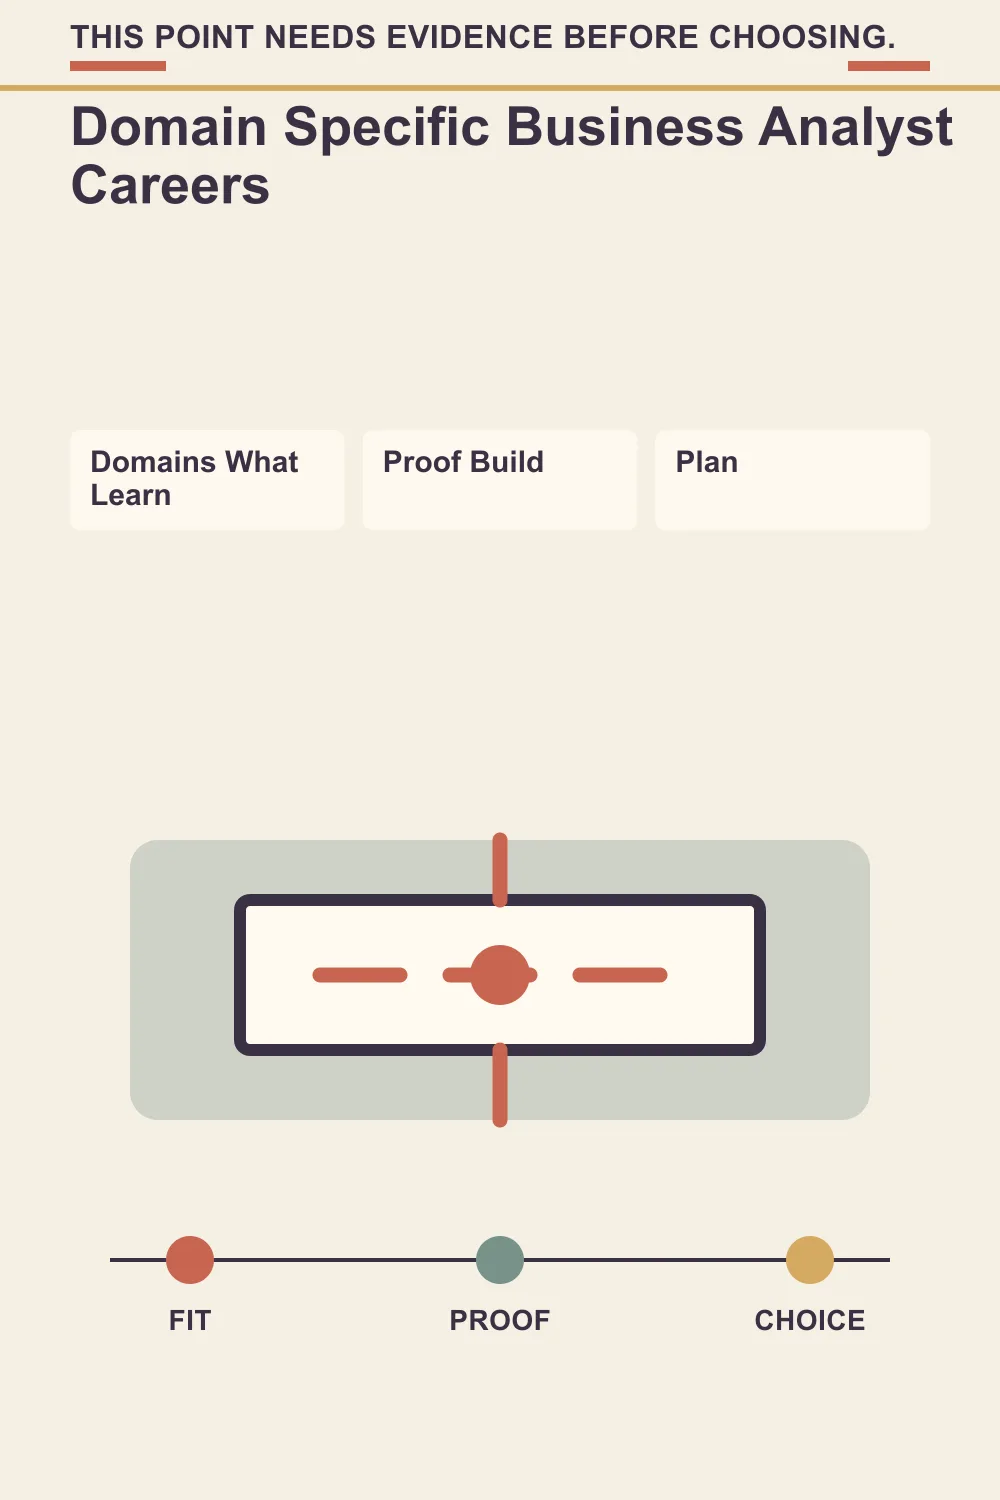 THIS POINT NEEDS EVIDENCE BEFORE CHOOSING.
Domain Specific Business Analyst
Careers
Domains What
Learn
Proof Build
Plan
FIT
PROOF
CHOICE